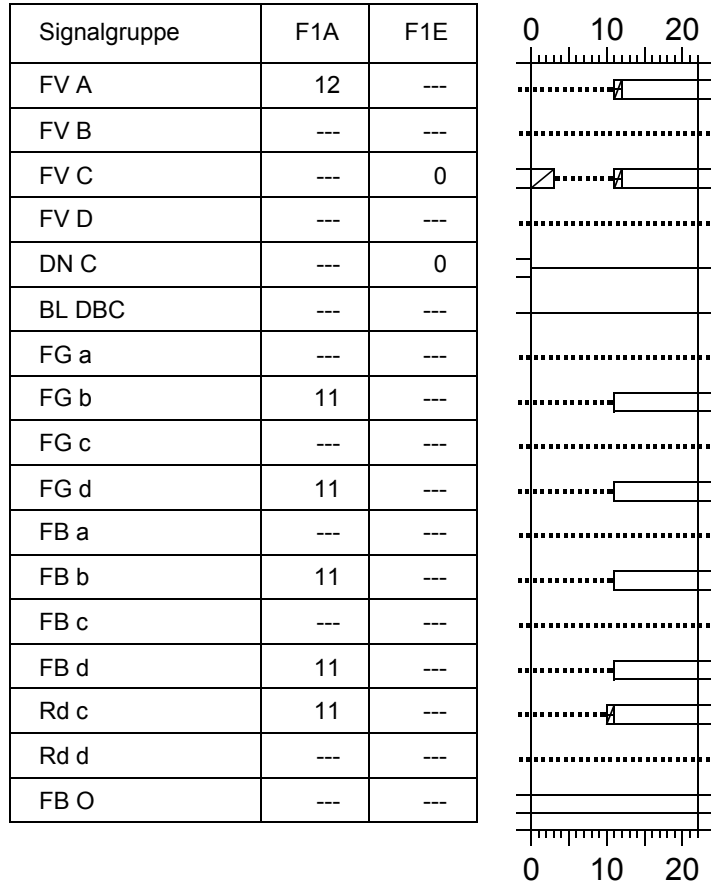 Signalgruppe F1A F1E 0 10 20
FV A 12 ---
FV B --- ---
FV C --- 0
FV D --- ---
DN C --- 0
BL DBC --- ---
FG a --- ---
FG b 11 ---
FG c --- ---
FG d 11 ---
FB a --- ---
FB b 11 ---
FB c --- ---
FB d 11 ---
Rd c 11 ---
Rd d --- ---
FB O --- ---
0 10 20